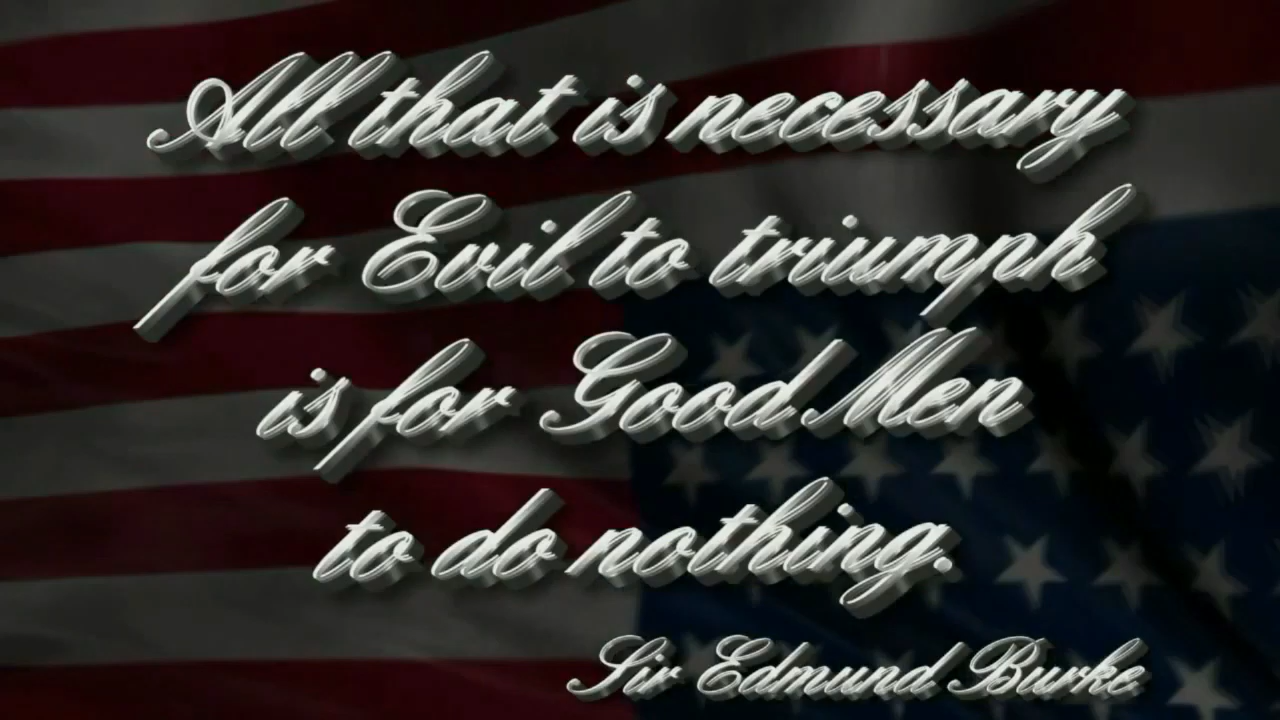 All that is necessary
for Evil to triumph
is for Good Men
to do nothing.
Sir Edmund Burke